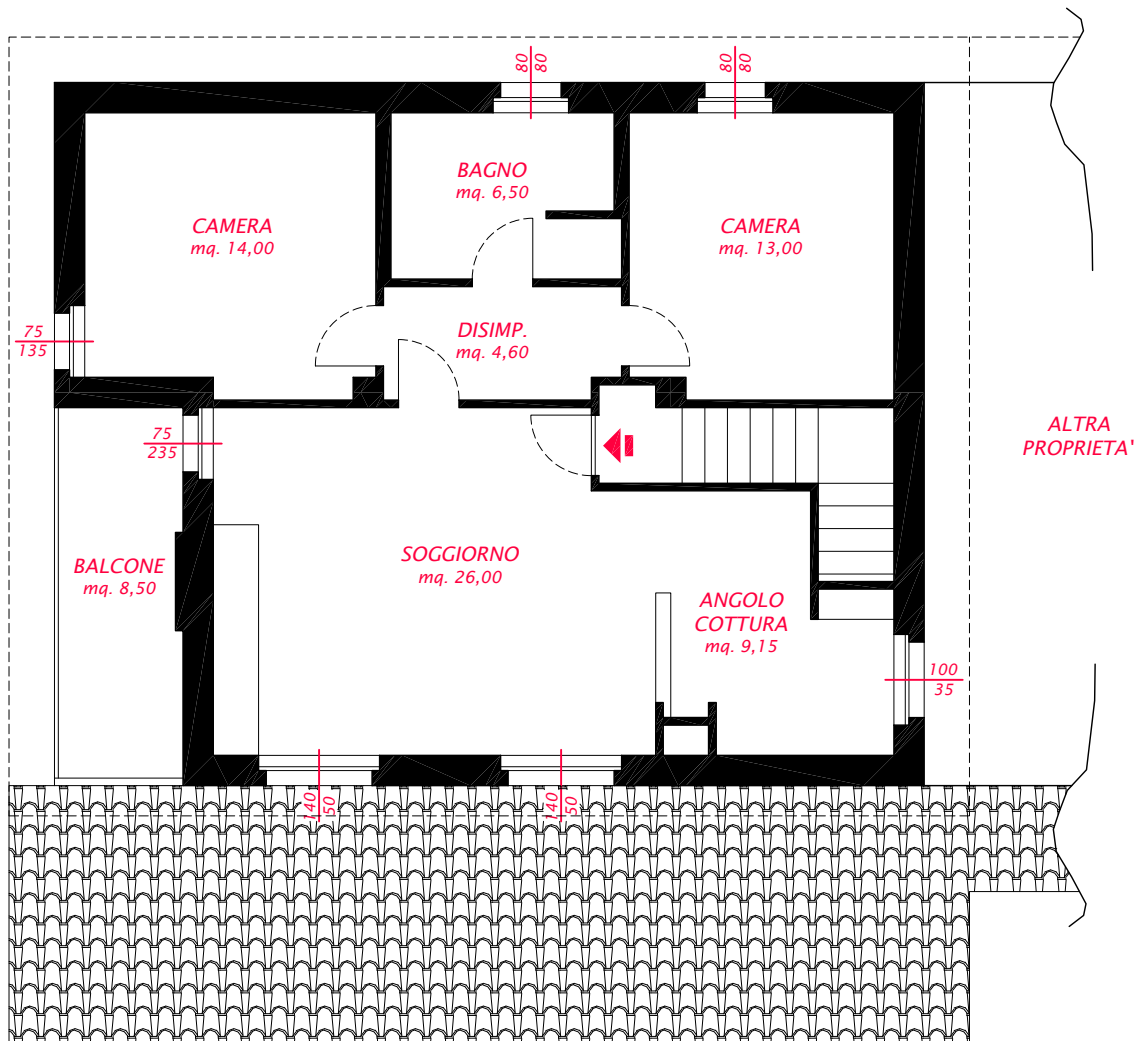 80
80
80
80
BAGNO
mq. 6,50
CAMERA
mq. 14,00
CAMERA
mq. 13,00
75
135
DISIMP.
mq. 4,60
75
235
ALTRA
PROPRIETA'
BALCONE
mq. 8,50
SOGGIORNO
mq. 26,00
ANGOLO
COTTURA
mq. 9,15
100
35
140
50
140
50